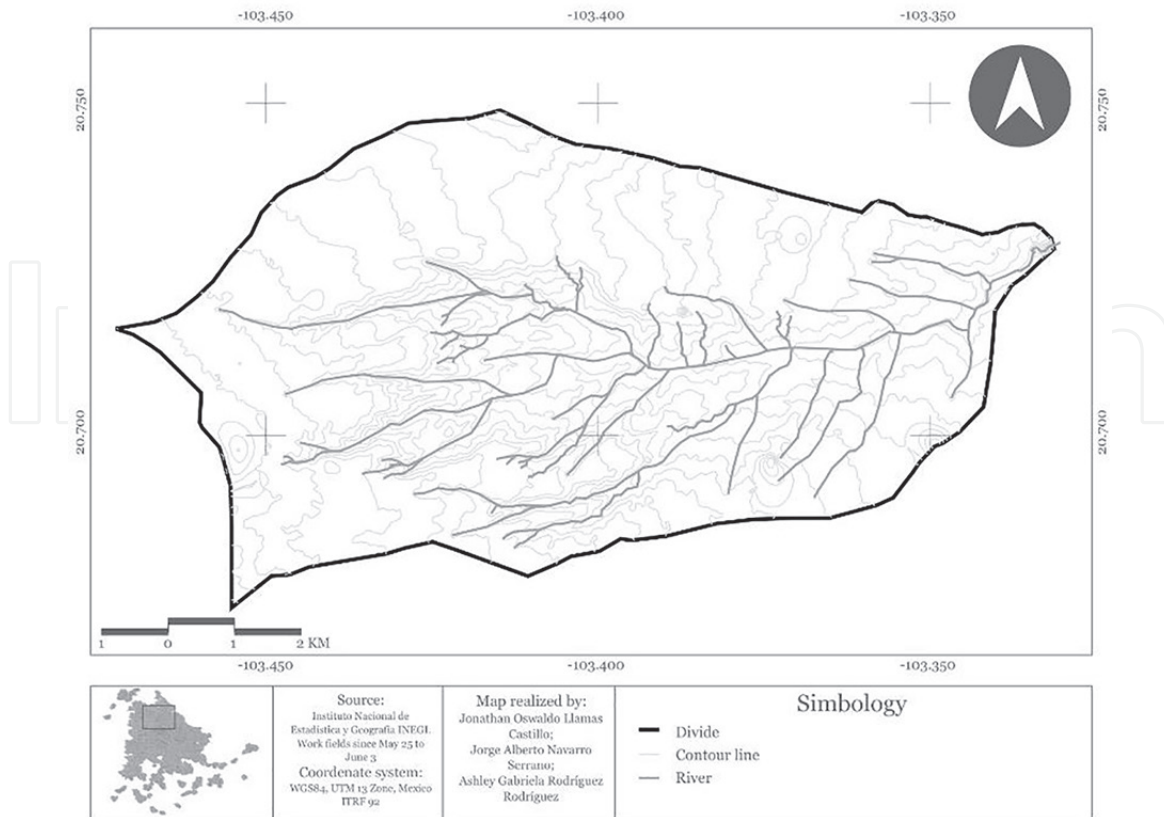 -103.450 -103.400 -103.350
20.750 20.750
20.700 20.700
1 0 1 2 KM
-103.450 -103.400 -103.350
Source:
Instituto Nacional de
Estadistica y Geografia INEGI.
Work fields since May 25 to
June 3
Coordenate system:
WGS84, UTM 13 Zone, Mexico
ITRF 92
Map realized by:
Jonathan Oswaldo Llamas
Castillo;
Jorge Alberto Navarro
Serrano;
Ashley Gabriela Rodríguez
Rodríguez
Simbology
Divide
Contour line
River